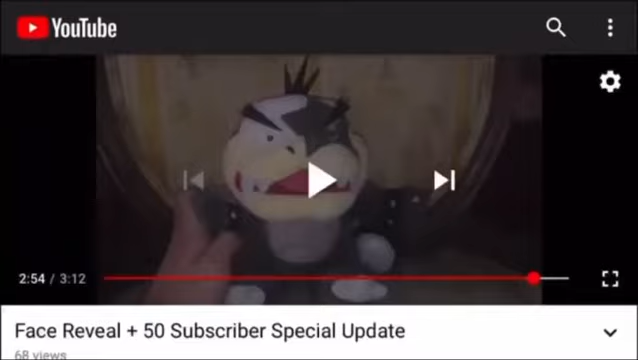 YouTube
2:54 / 3:12
Face Reveal + 50 Subscriber Special Update
68 views